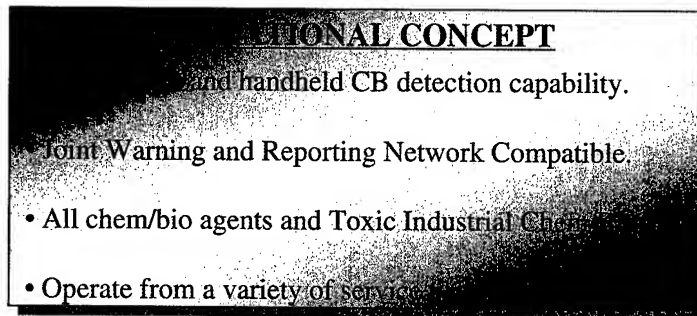 CONCEPT
and handheld CB detection capability.
Joint Warning and Reporting Network Compatible.
• All chem/bio agents and Toxic Industrial
• Operate from a variety of service